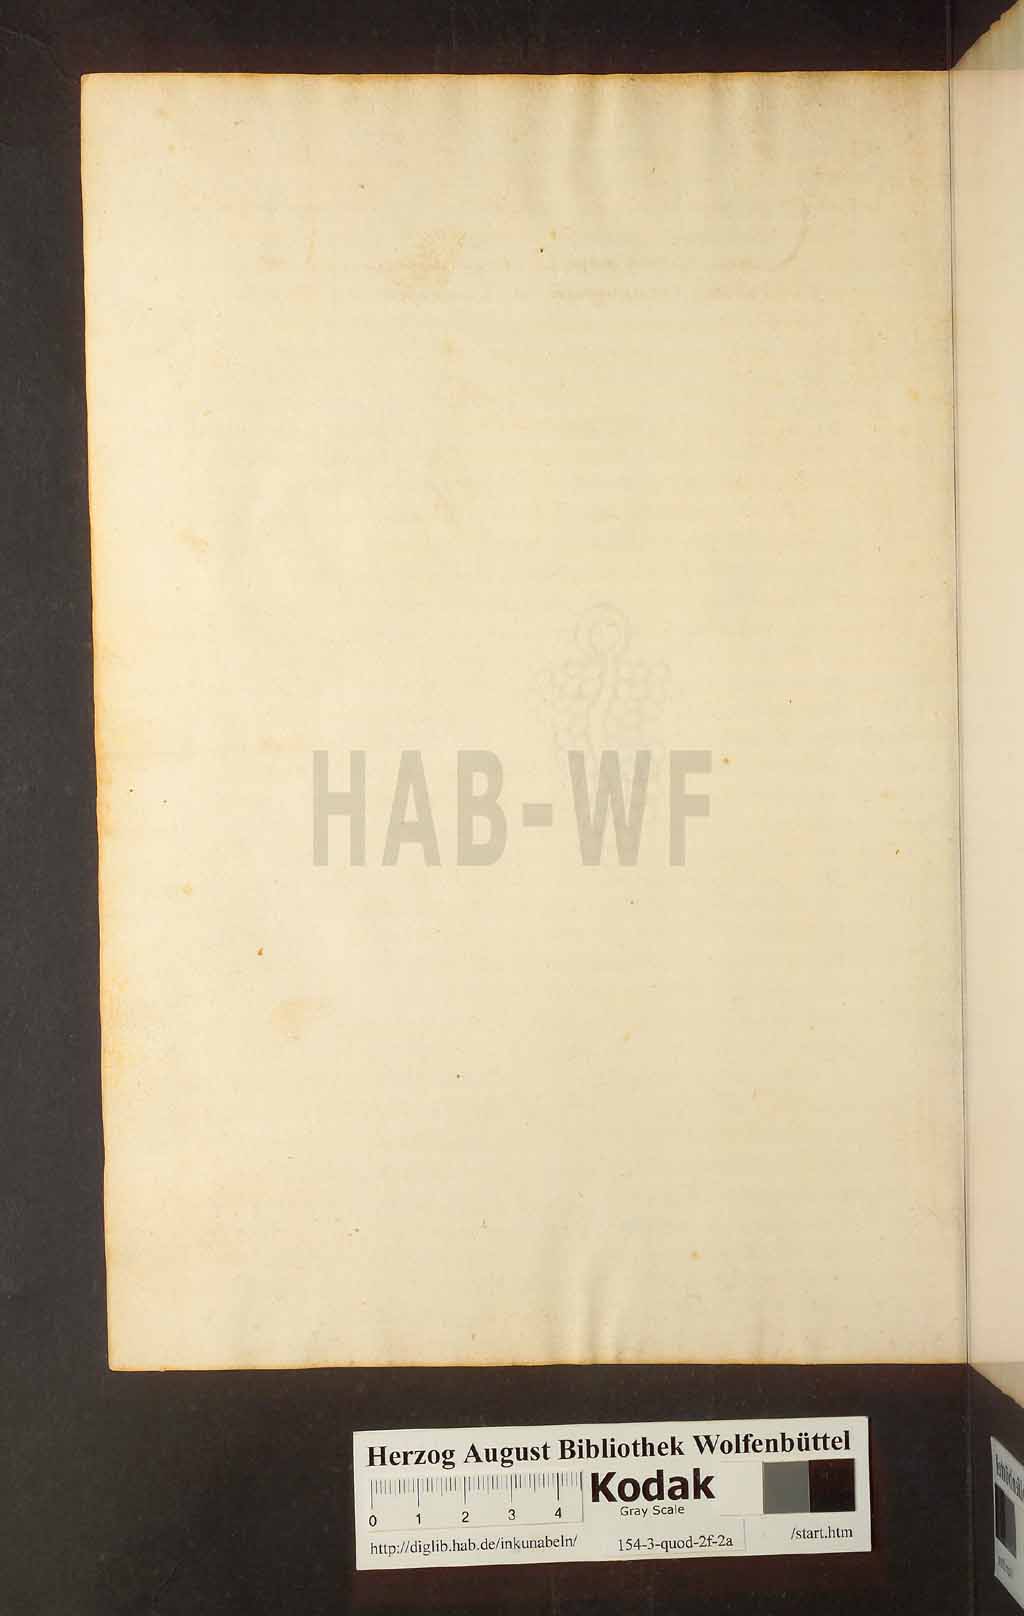 HAB-WF
Herzog August Bibliothek Wolfenbüttel
Kodak
Gray Scale
0 1 2 3 4
http://diglib.hab.de/inkunabeln/ 154-3-quod-2f-2a /start.htm